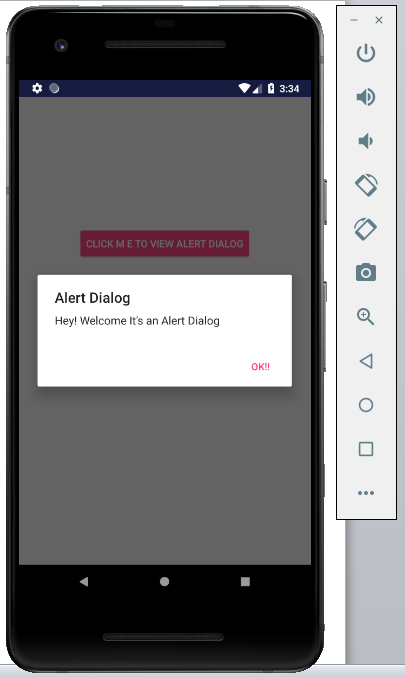 3:34
CLICK M E TO VIEW ALERT DIALOG
Alert Dialog
Hey! Welcome It's an Alert Dialog
OK!!